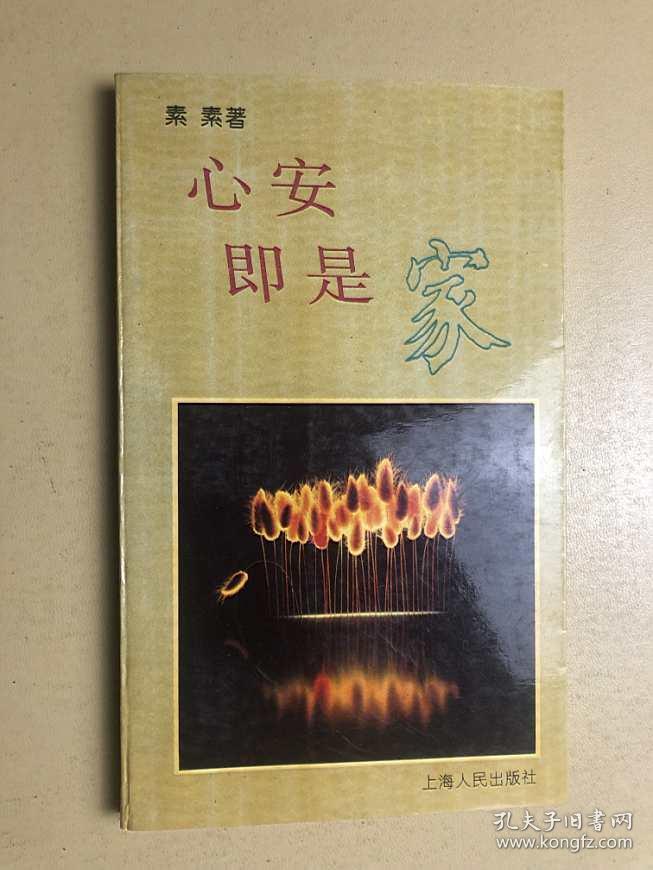 素 素著
心安
即是家
上海人民出版社
孔夫子旧书网
www.kongfz.com